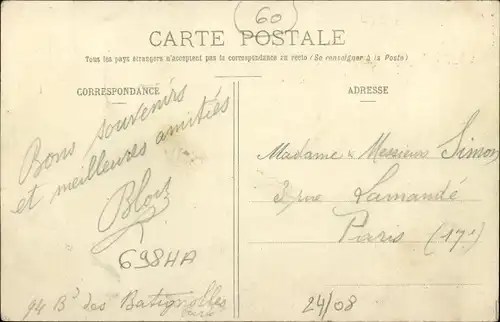 60
CARTE POSTALE
Tous les pays étrangers n'acceptent pas la correspondance au recto (Se renseigner à la Poste)
CORRESPONDANCE
Bons souvenirs
et meilleures amitiés
698HA
94 Bd des Batignolles
Paris
ADRESSE
Madame & Messieurs Simon
3, rue Lamandé
Paris (17e)
24/08